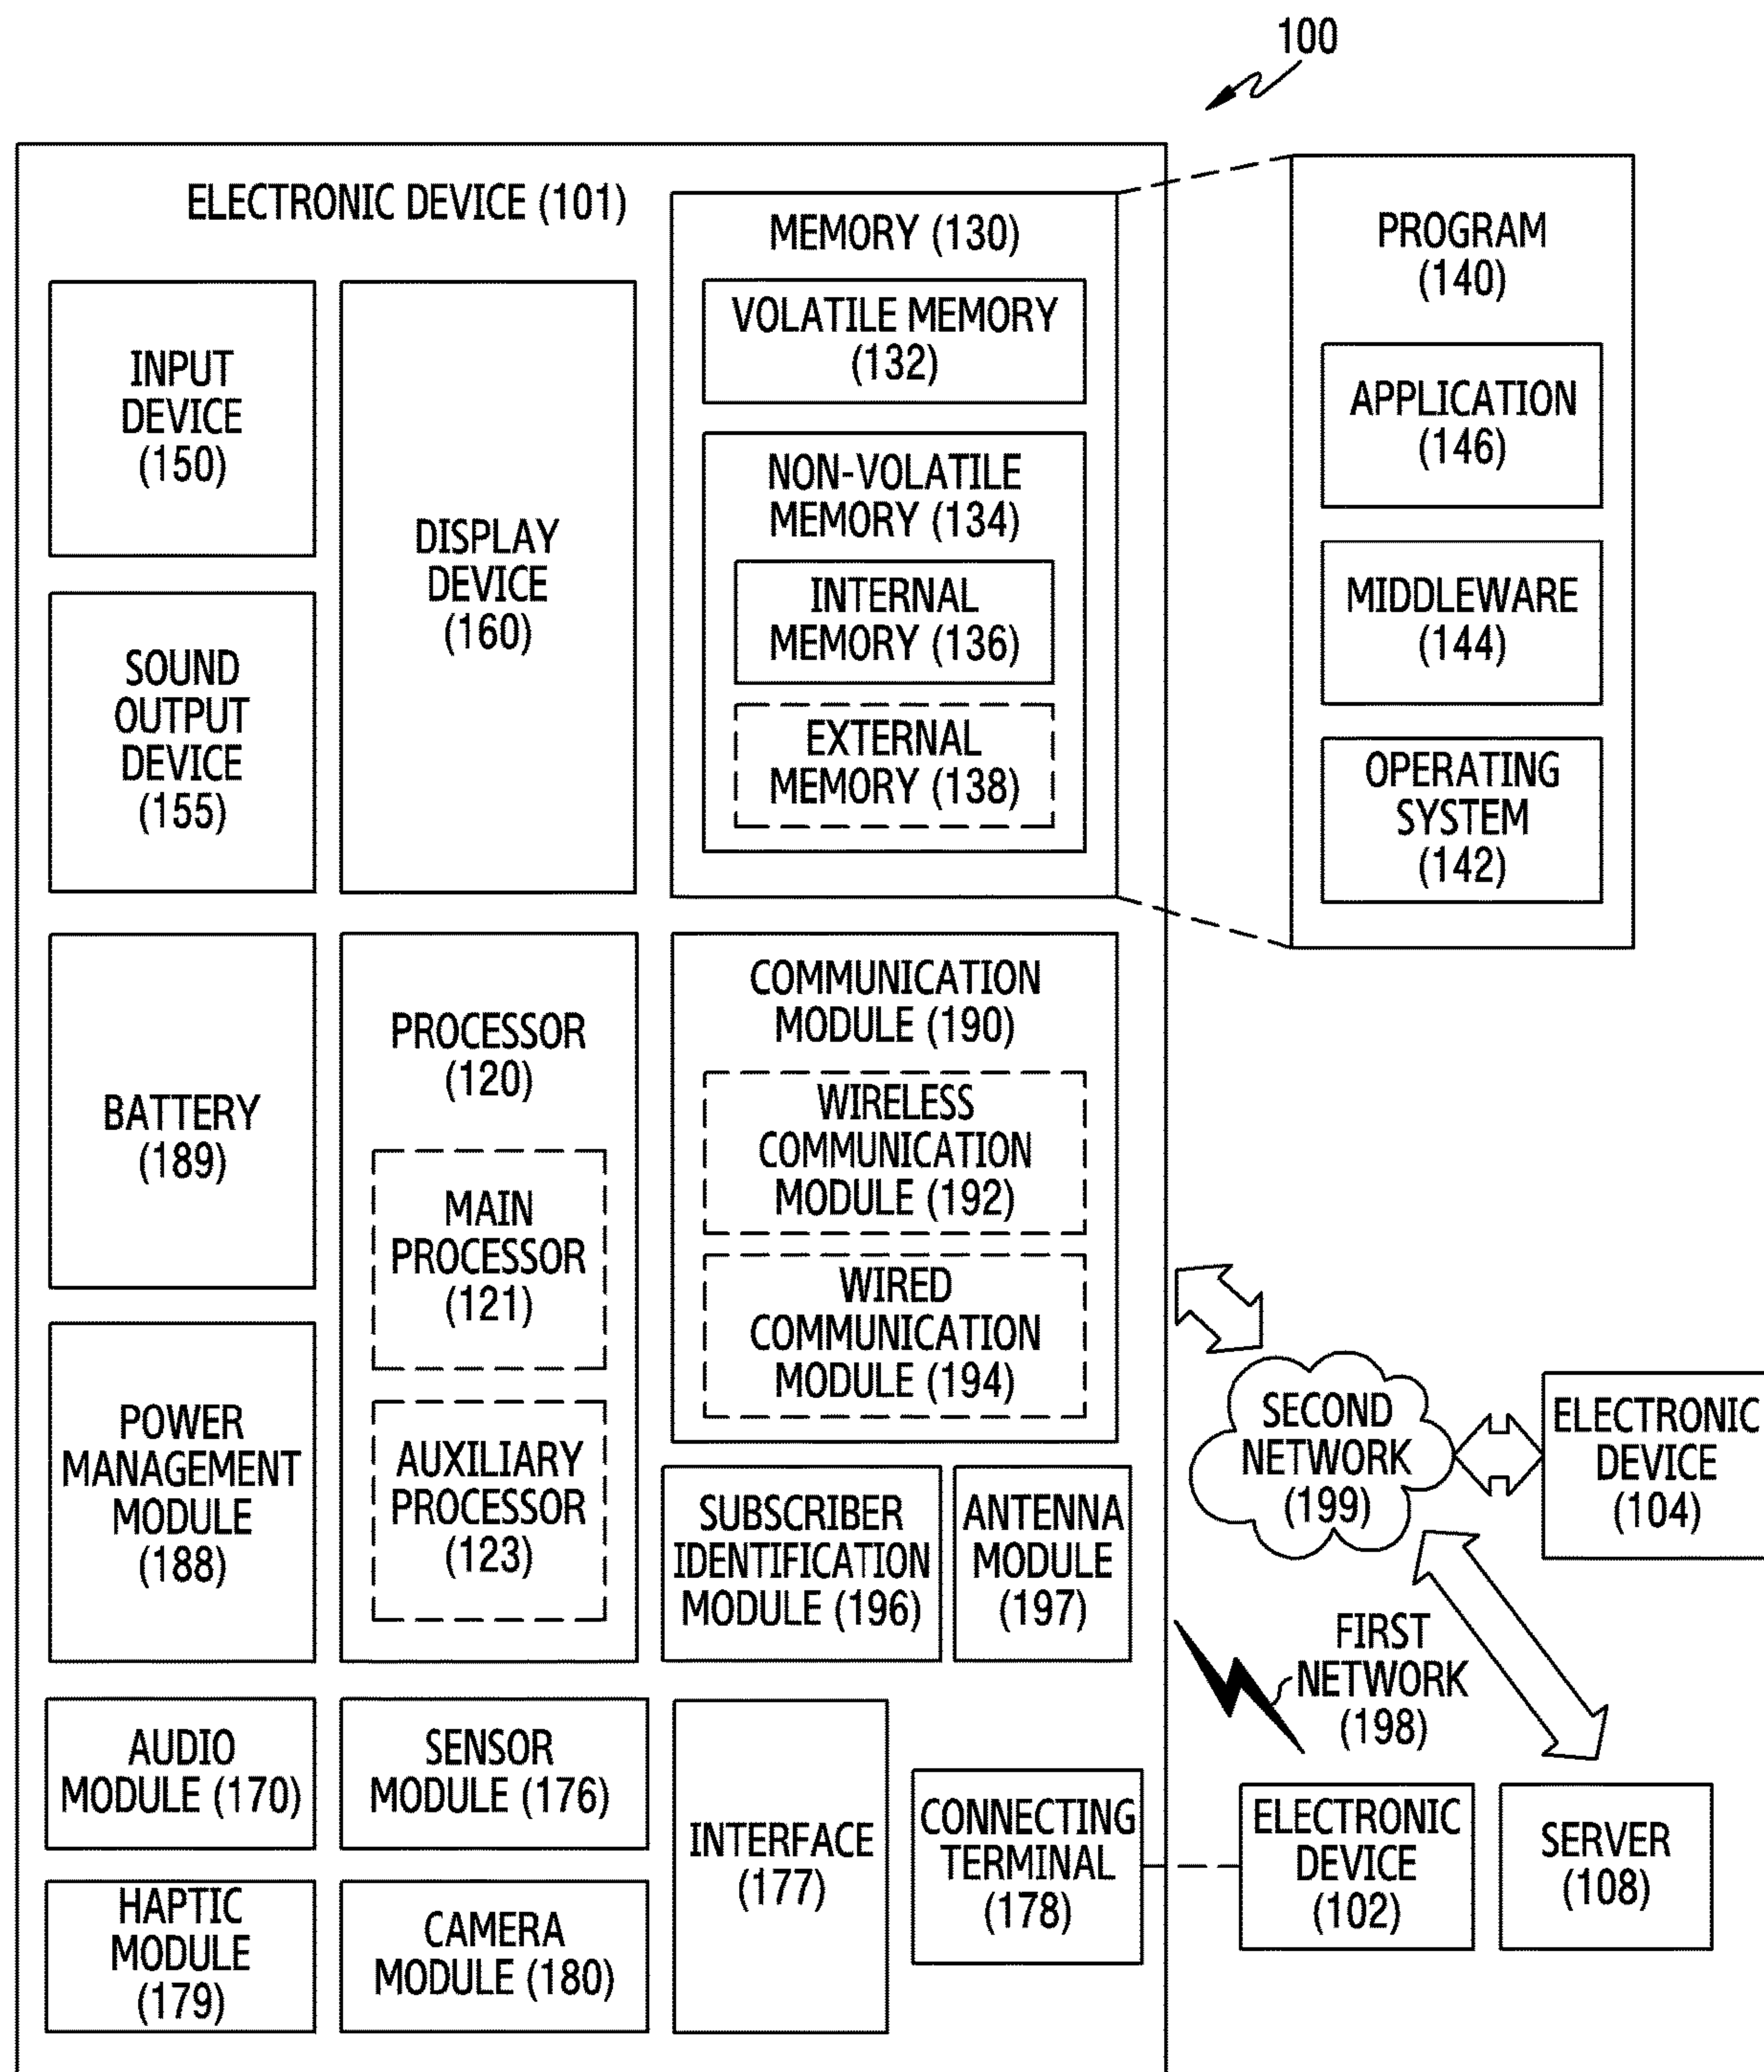 100
ELECTRONIC DEVICE (101)
INPUT
DEVICE
(150)
SOUND
OUTPUT
DEVICE
(155)
DISPLAY
DEVICE
(160)
MEMORY (130)
VOLATILE MEMORY
(132)
NON-VOLATILE
MEMORY (134)
INTERNAL
MEMORY (136)
EXTERNAL
MEMORY (138)
PROGRAM
(140)
APPLICATION
(146)
MIDDLEWARE
(144)
OPERATING
SYSTEM
(142)
BATTERY
(189)
POWER
MANAGEMENT
MODULE
(188)
PROCESSOR
(120)
MAIN
PROCESSOR
(121)
AUXILIARY
PROCESSOR
(123)
COMMUNICATION
MODULE (190)
WIRELESS
COMMUNICATION
MODULE (192)
WIRED
COMMUNICATION
MODULE (194)
SUBSCRIBER
IDENTIFICATION
MODULE (196)
ANTENNA
MODULE
(197)
SECOND
NETWORK
(199)
ELECTRONIC
DEVICE
(104)
FIRST
NETWORK
(198)
AUDIO
MODULE (170)
SENSOR
MODULE (176)
HAPTIC
MODULE
(179)
CAMERA
MODULE (180)
INTERFACE
(177)
CONNECTING
TERMINAL
(178)
ELECTRONIC
DEVICE
(102)
SERVER
(108)